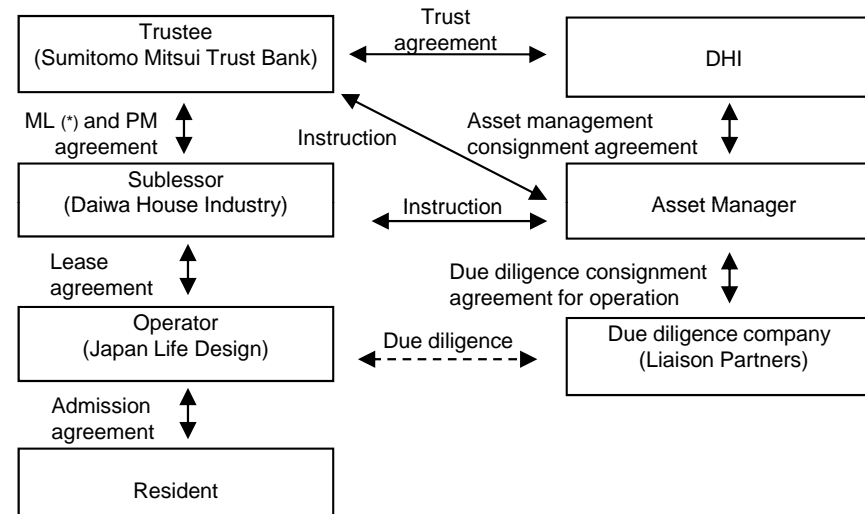 Trustee
(Sumitomo Mitsui Trust Bank)
Trust
agreement
DHI
ML (*) and PM
agreement
Instruction
Asset management
consignment agreement
Sublessor
(Daiwa House Industry)
Instruction
Asset Manager
Lease
agreement
Due diligence consignment
agreement for operation
Operator
(Japan Life Design)
Due diligence
Due diligence company
(Liaison Partners)
Admission
agreement
Resident